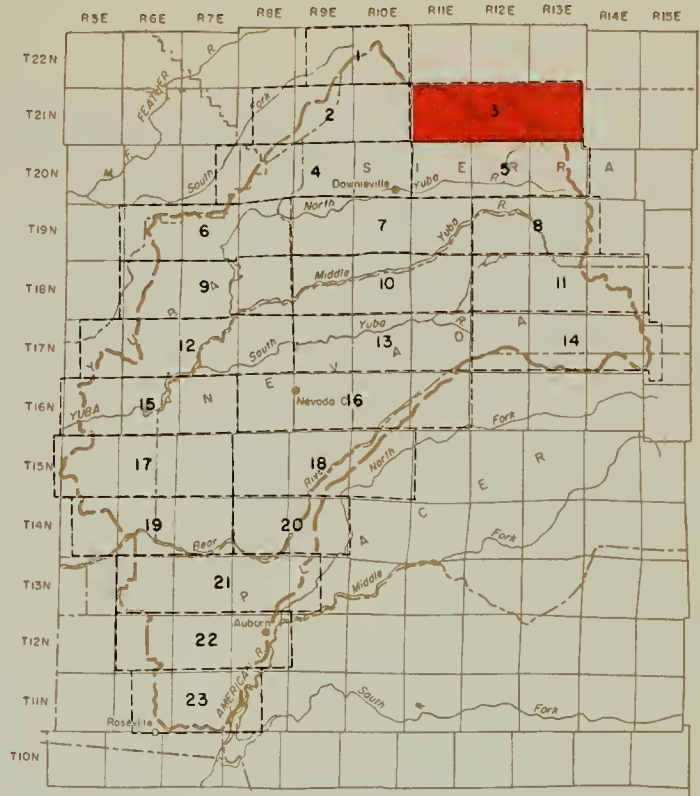 R3E R6E R7E R8E R9E R10E R11E R12E R13E R14E R15E
T22N
FEATHER R
Fork
1
T21N
2
3
M F
South
T20N
4
S I E R R A
5
Downieville
Yuba R
North
T19N
6
7
Yuba R
8
T18N
9
Middle
10
11
Y U B A
T17N
12
South Yuba R
13
14
N E V A D A
T16N
YUBA
15
Nevada C
16
Fork
T15N
17
18
River
North
P L A C E R
T14N
19
Bear
20
Fork
T13N
21
Middle
T12N
22
Auburn
T11N
23
AMERICAN R
South Fork
Roseville
T10N